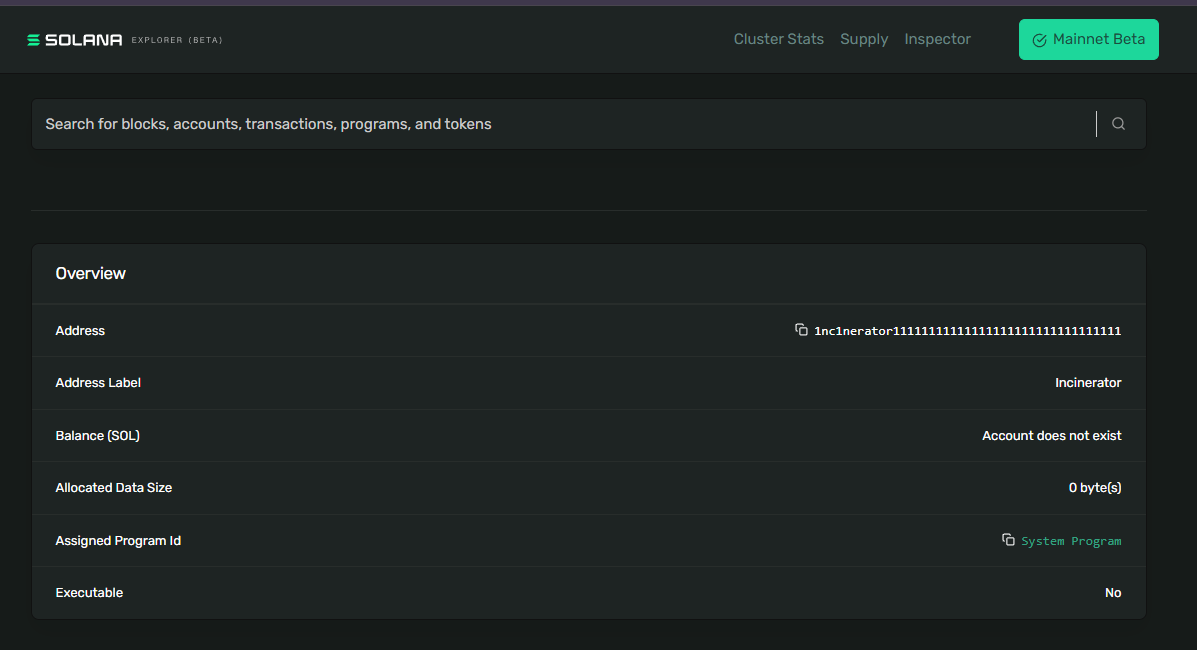 SOLANA EXPLORER (BETA) Cluster Stats Supply Inspector Mainnet Beta
Search for blocks, accounts, transactions, programs, and tokens
Overview
Address 1nc1nerator11111111111111111111111111111111
Address Label Incinerator
Balance (SOL) Account does not exist
Allocated Data Size 0 byte(s)
Assigned Program Id System Program
Executable No